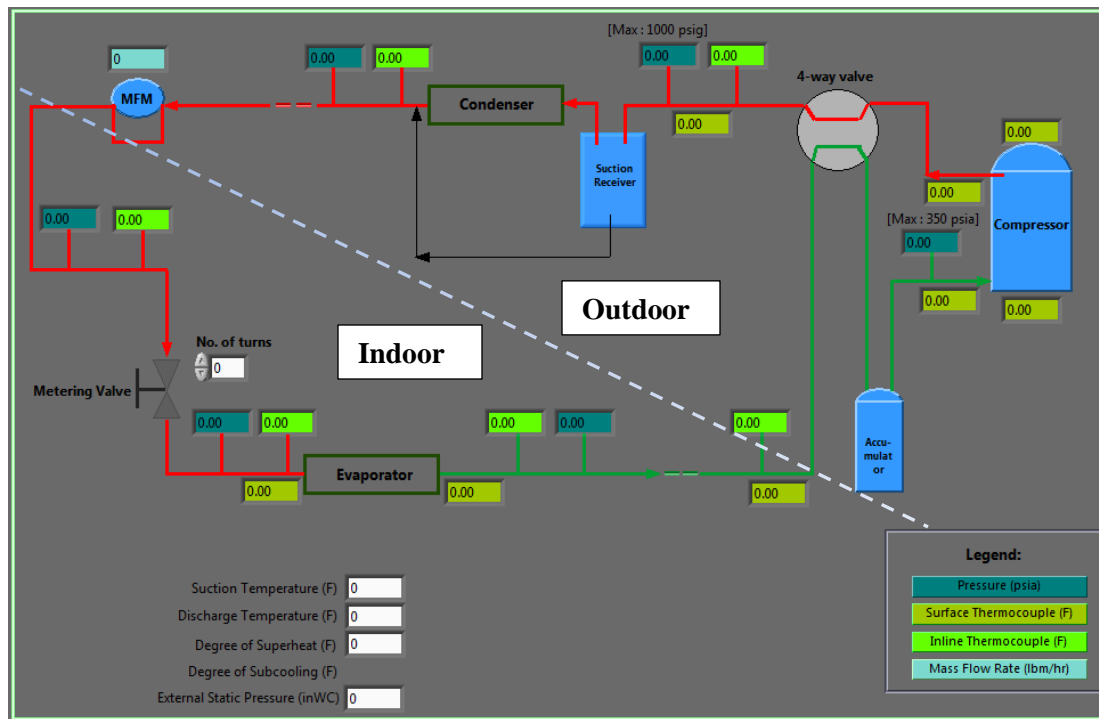 [Max : 1000 psig]
0
0.00
0.00
0.00
0.00
4-way valve
MFM
Condenser
0.00
0.00
Suction
Receiver
0.00
[Max : 350 psia]
0.00
0.00
0.00
Compressor
0.00
0.00
0.00
Outdoor
Indoor
No. of turns
0
Metering Valve
0.00
0.00
0.00
0.00
0.00
Accu-
mulat
or
Evaporator
0.00
0.00
0.00
Legend:
Pressure (psia)
Surface Thermocouple (F)
Inline Thermocouple (F)
Mass Flow Rate (lbm/hr)
Suction Temperature (F) 0
Discharge Temperature (F) 0
Degree of Superheat (F) 0
Degree of Subcooling (F)
External Static Pressure (inWC) 0